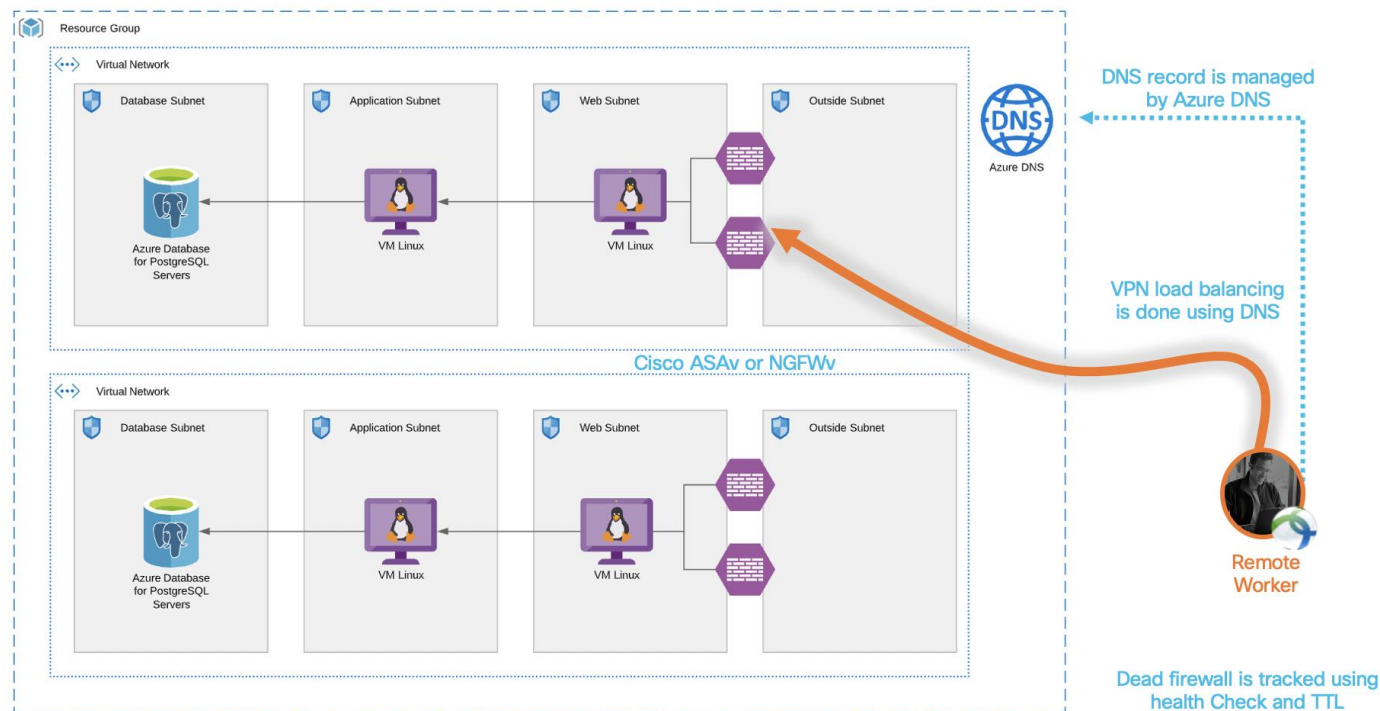 Resource Group
Virtual Network
Database Subnet
Application Subnet
Web Subnet
Outside Subnet
DNS
Azure DNS
Azure Database
for PostgreSQL
Servers
VM Linux
VM Linux
DNS record is managed
by Azure DNS
VPN load balancing
is done using DNS
Cisco ASAv or NGFWv
Virtual Network
Database Subnet
Application Subnet
Web Subnet
Outside Subnet
Azure Database
for PostgreSQL
Servers
VM Linux
VM Linux
Remote
Worker
Dead firewall is tracked using
health Check and TTL